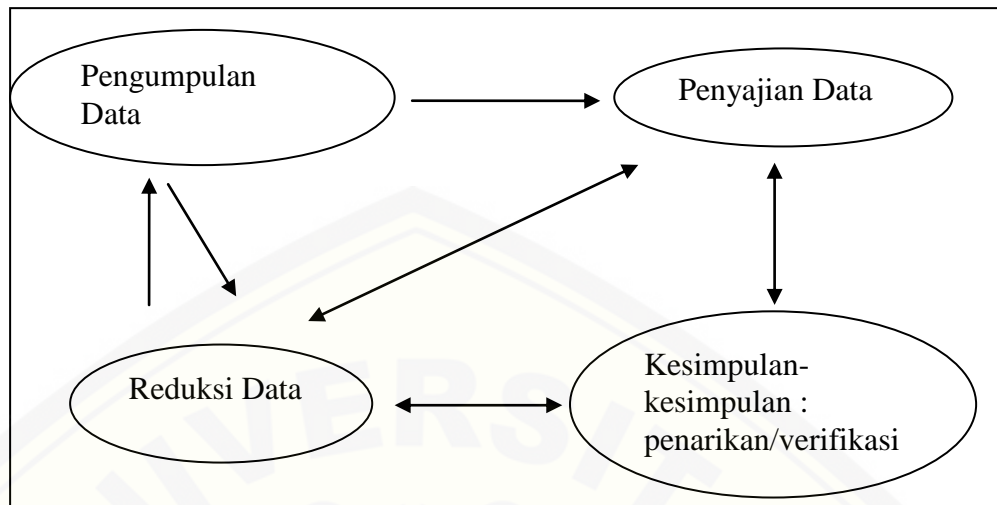 Pengumpulan
Data
Penyajian Data
Reduksi Data
Kesimpulan-
kesimpulan :
penarikan/verifikasi